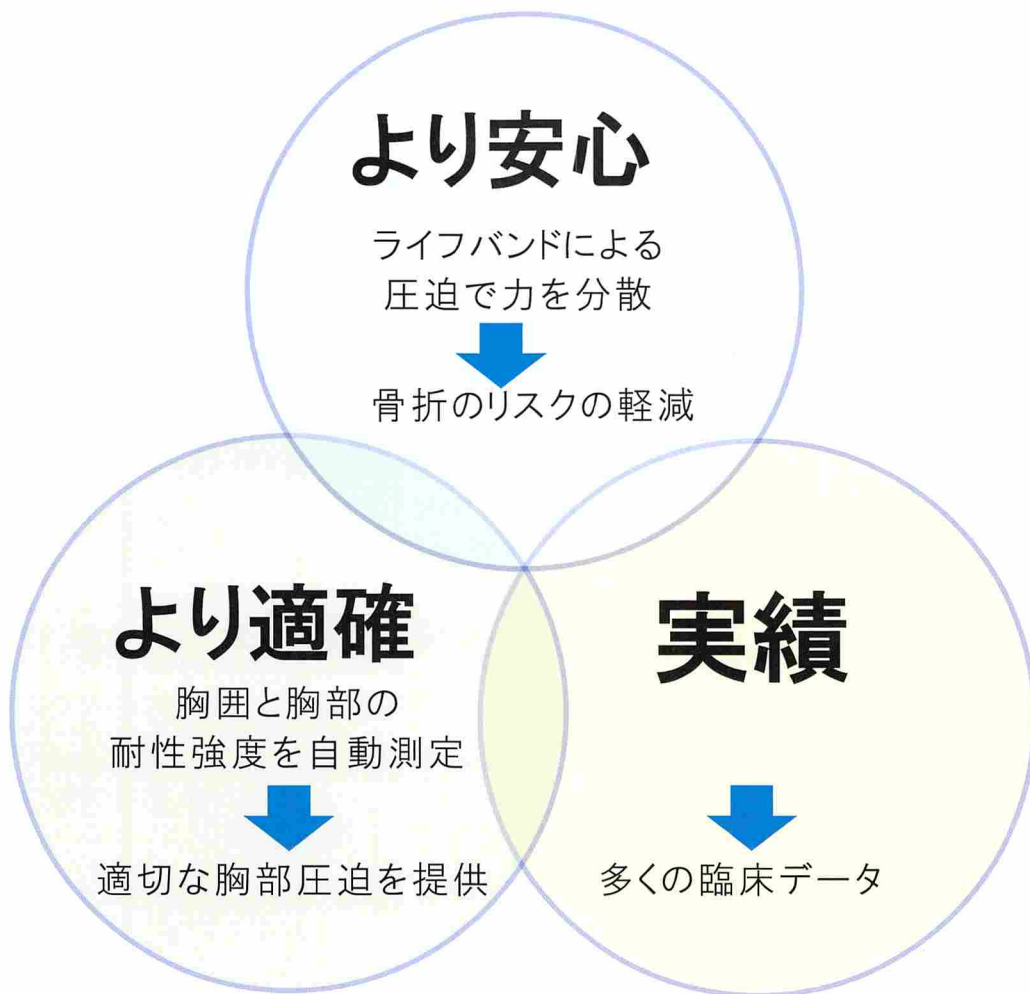 より安心
ライフバンドによる
圧迫で力を分散
骨折のリスクの軽減
より適確
胸囲と胸部の
耐性強度を自動測定
適切な胸部圧迫を提供
実績
多くの臨床データ